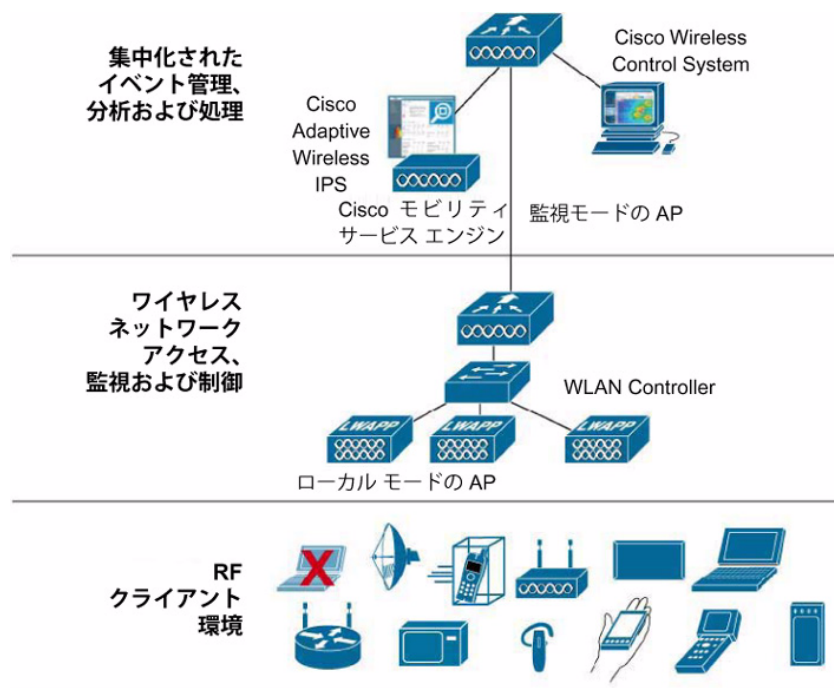 集中化された
イベント管理、
分析および処理
Cisco Wireless
Control System
Cisco
Adaptive
Wireless
IPS
Cisco モビリティ
サービス エンジン
監視モードの AP
ワイヤレス
ネットワーク
アクセス、
監視および制御
WLAN Controller
LWAPP
LWAPP
LWAPP
ローカル モードの AP
RF
クライアント
環境